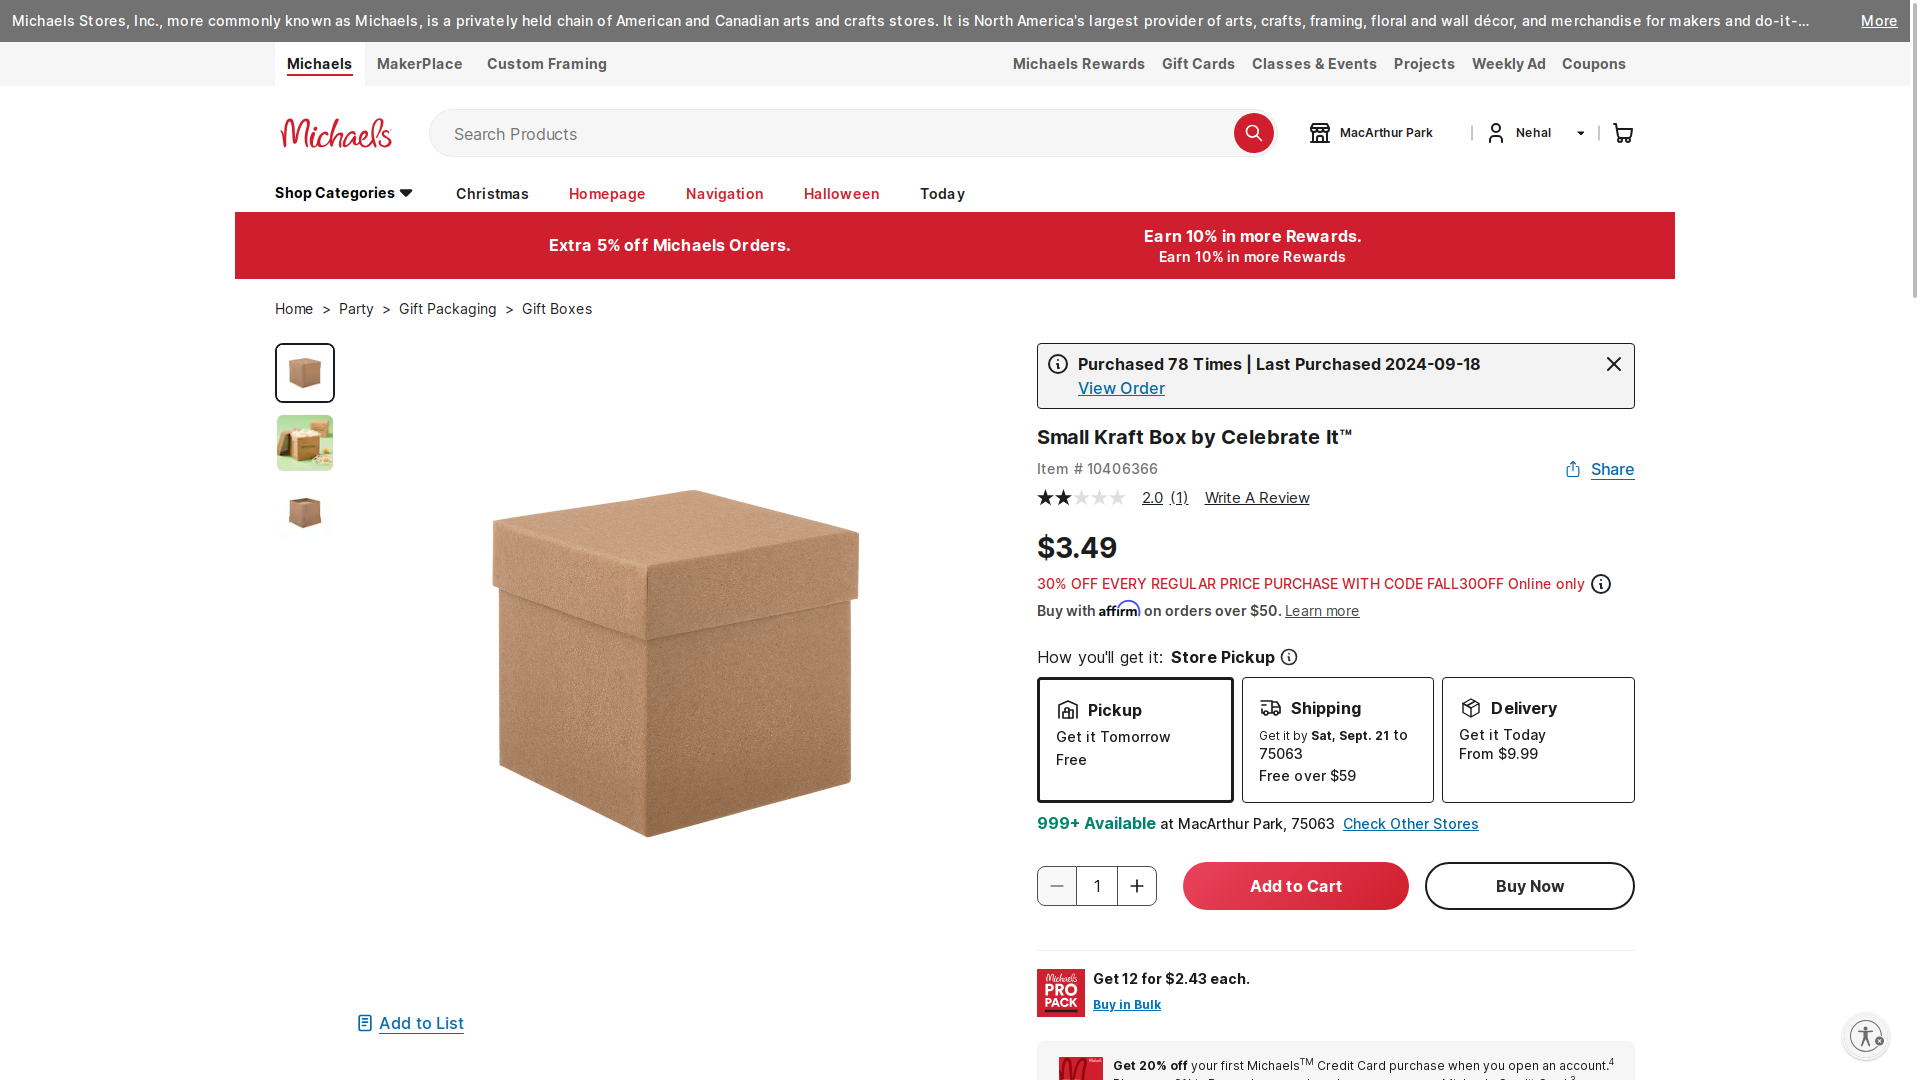 Michaels Stores, Inc., more commonly known as Michaels, is a privately held chain of American and Canadian arts and crafts stores. It is North America's largest provider of arts, crafts, framing, floral and wall décor, and merchandise for makers and do-it-... More
Michaels MakerPlace Custom Framing Michaels Rewards Gift Cards Classes & Events Projects Weekly Ad Coupons
Michaels Search Products MacArthur Park Nehal
Shop Categories Christmas Homepage Navigation Halloween Today
Extra 5% off Michaels Orders.
Earn 10% in more Rewards.
Earn 10% in more Rewards
Home > Party > Gift Packaging > Gift Boxes
Purchased 78 Times | Last Purchased 2024-09-18
View Order
Small Kraft Box by Celebrate It™
Item # 10406366
Share
2.0 (1) Write A Review
$3.49
30% OFF EVERY REGULAR PRICE PURCHASE WITH CODE FALL30OFF Online only
Buy with affirm on orders over $50. Learn more
How you'll get it: Store Pickup
Pickup
Get it Tomorrow
Free
Shipping
Get it by Sat, Sept. 21 to
75063
Free over $59
Delivery
Get it Today
From $9.99
999+ Available at MacArthur Park, 75063 Check Other Stores
1
Add to Cart
Buy Now
Michaels
PRO
PACK
Get 12 for $2.43 each.
Buy in Bulk
Add to List
Get 20% off your first Michaels™ Credit Card purchase when you open an account.4